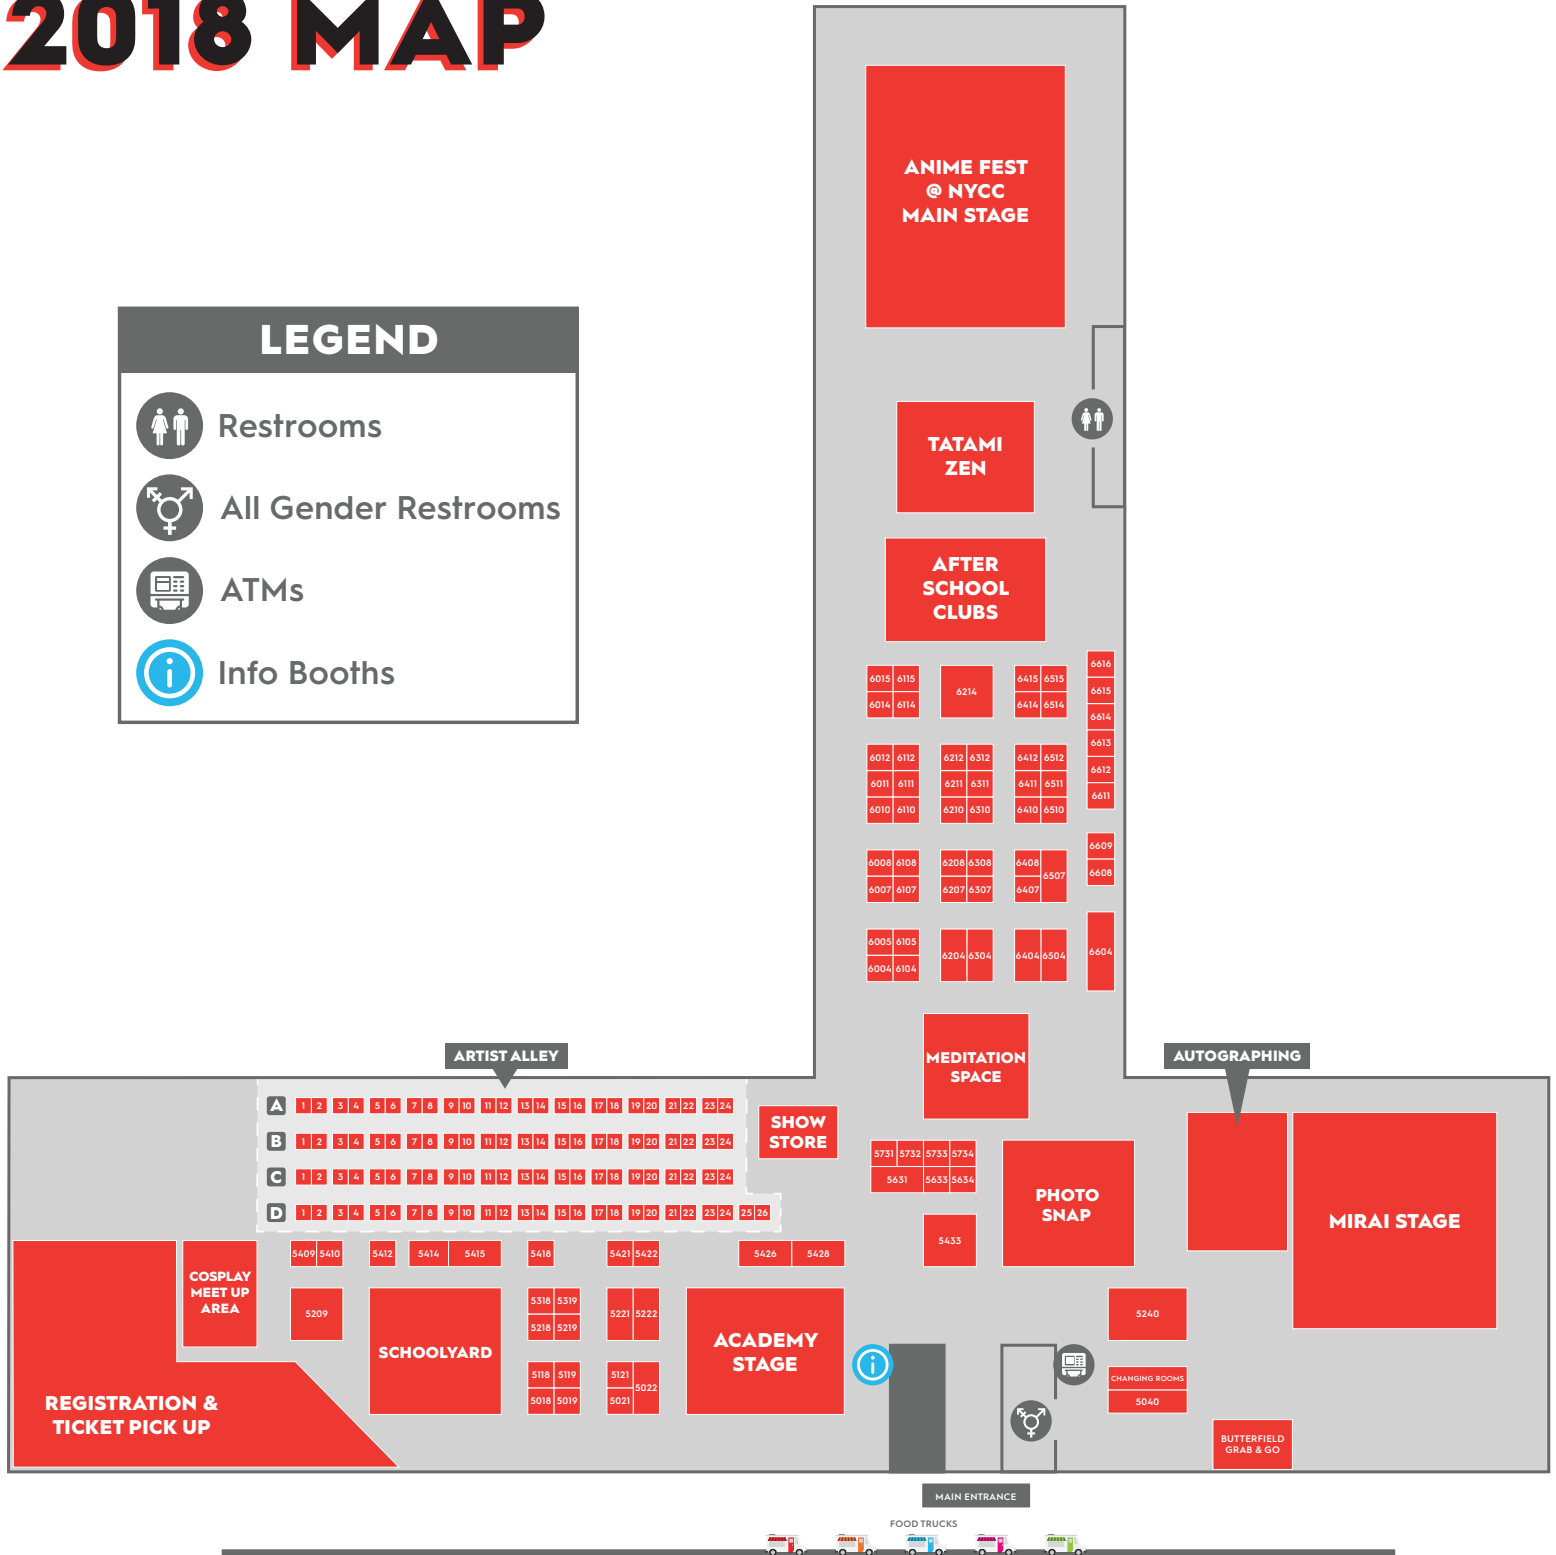 2018 MAP
ANIME FEST
@ NYCC
MAIN STAGE
LEGEND
Restrooms
All Gender Restrooms
ATMs
Info Booths
TATAMI
ZEN
AFTER
SCHOOL
CLUBS
6015 6115 6214 6415 6515 6616
6014 6114 6414 6514 6615
6614
6613
6012 6112 6212 6312 6412 6512 6612
6011 6111 6211 6311 6411 6511 6611
6010 6110 6210 6310 6410 6510
6609
6008 6108 6208 6308 6408 6507 6608
6007 6107 6207 6307 6407
6005 6105 6204 6304 6404 6504 6604
6004 6104
MEDITATION
SPACE
ARTIST ALLEY
AUTOGRAPHING
A 1 2 3 4 5 6 7 8 9 10 11 12 13 14 15 16 17 18 19 20 21 22 23 24
B 1 2 3 4 5 6 7 8 9 10 11 12 13 14 15 16 17 18 19 20 21 22 23 24
C 1 2 3 4 5 6 7 8 9 10 11 12 13 14 15 16 17 18 19 20 21 22 23 24
D 1 2 3 4 5 6 7 8 9 10 11 12 13 14 15 16 17 18 19 20 21 22 23 24 25 26
SHOW
STORE
5731 5732 5733 5734
5631 5633 5634
5433
PHOTO
SNAP
MIRAI STAGE
5409 5410 5412 5414 5415 5418 5421 5422 5426 5428
COSPLAY
MEET UP
AREA
5209
SCHOOLYARD
5318 5319 5221 5222
5218 5219
5118 5119 5121 5022
5018 5019 5021
ACADEMY
STAGE
5240
CHANGING ROOMS
5040
REGISTRATION &
TICKET PICK UP
BUTTERFIELD
GRAB & GO
MAIN ENTRANCE
FOOD TRUCKS